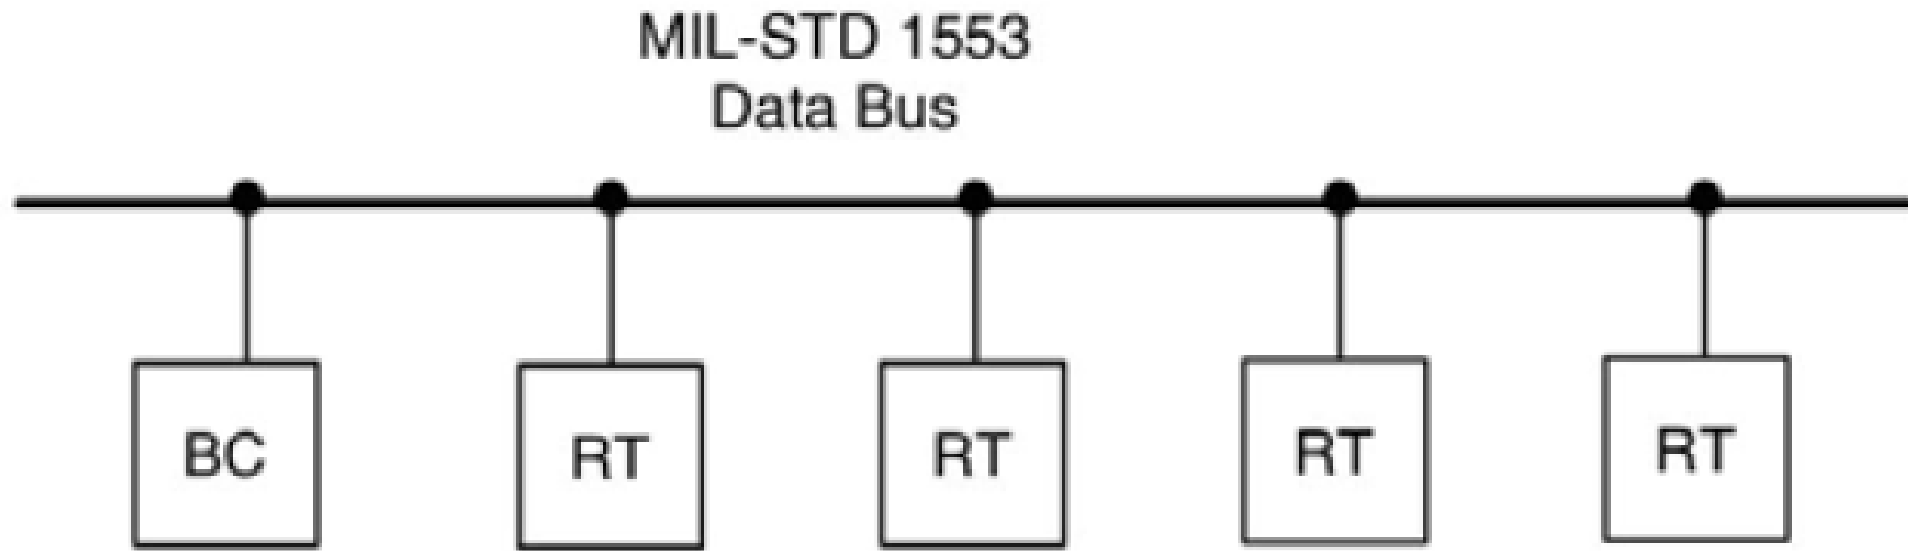 MIL-STD 1553
Data Bus
BC
RT
RT
RT
RT